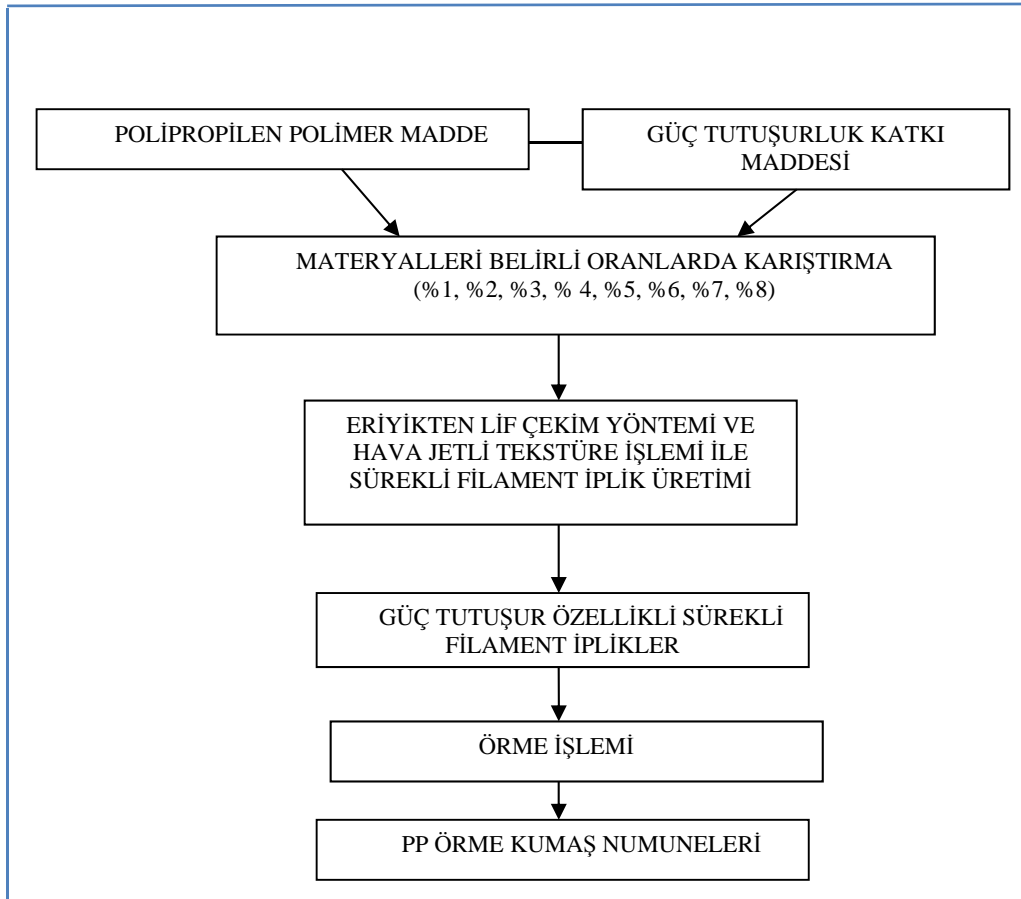 POLİPROPİLEN POLİMER MADDE
GÜÇ TUTUŞURLUK KATKI
MADDESİ
MATERYALLERİ BELİRLİ ORANLARDA KARIŞTIRMA
(%1, %2, %3, % 4, %5, %6, %7, %8)
ERİYİKTEN LİF ÇEKİM YÖNTEMİ VE
HAVA JETLİ TEKSTÜRE İŞLEMİ İLE
SÜREKLİ FİLAMENT İPLİK ÜRETİMİ
GÜÇ TUTUŞUR ÖZELLİKLİ SÜREKLİ
FİLAMENT İPLİKLER
ÖRME İŞLEMİ
PP ÖRME KUMAŞ NUMUNELERİ